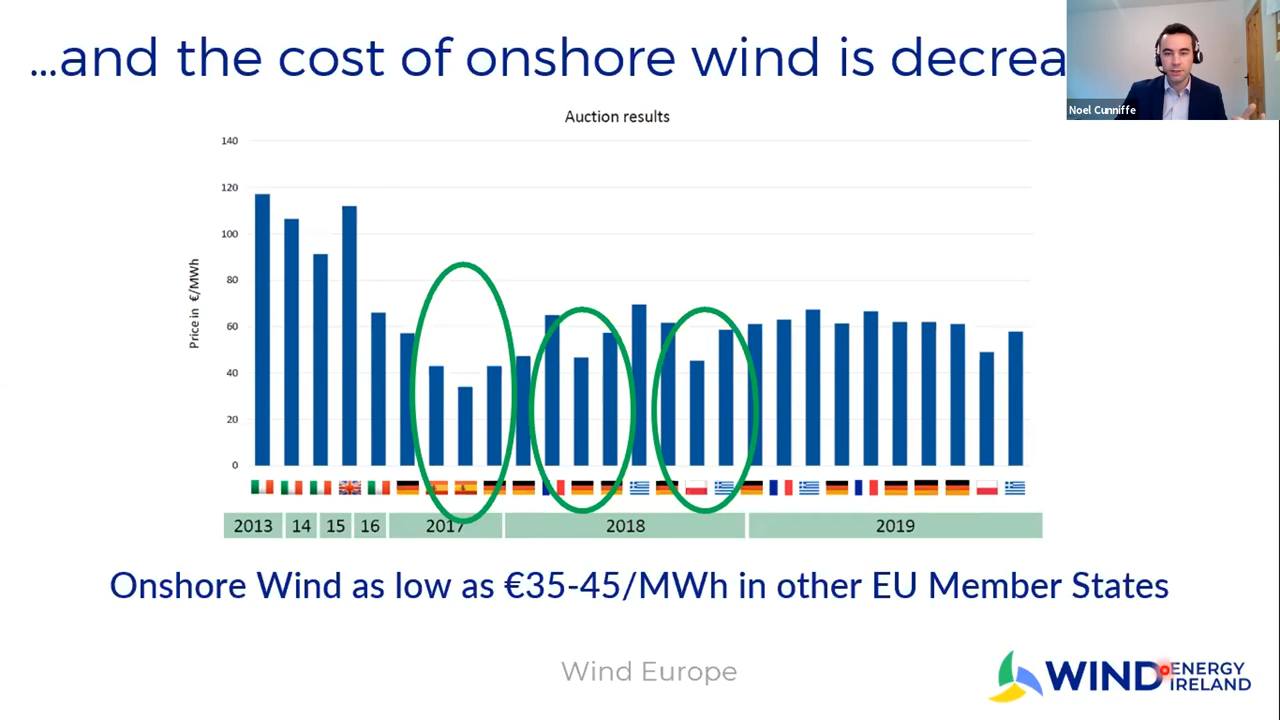 ...and the cost of onshore wind is decrea
Noel Cunniffe
Auction results
Price in €/MWh
140
120
100
80
60
40
20
0
2013 14 15 16 2017 2018 2019
Onshore Wind as low as €35-45/MWh in other EU Member States
Wind Europe
WIND ENERGY
IRELAND